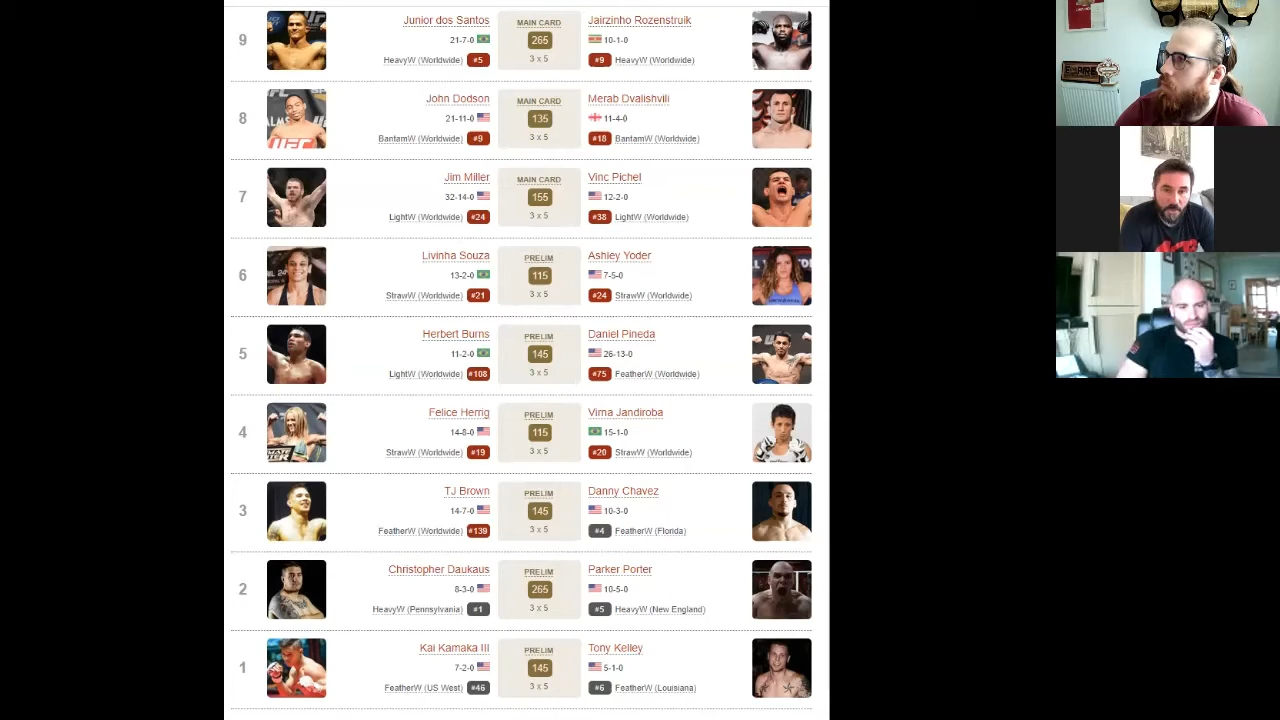 9
Junior dos Santos
21-7-0
HeavyW (Worldwide) #5
MAIN CARD
265
3 x 5
Jairzinho Rozenstruik
10-1-0
#9 HeavyW (Worldwide)
8
John Dodson
21-11-0
BantamW (Worldwide) #9
MAIN CARD
135
3 x 5
Merab Dvalishvili
11-4-0
#18 BantamW (Worldwide)
7
Jim Miller
32-14-0
LightW (Worldwide) #24
MAIN CARD
155
3 x 5
Vinc Pichel
12-2-0
#38 LightW (Worldwide)
6
Livinha Souza
13-2-0
StrawW (Worldwide) #21
PRELIM
115
3 x 5
Ashley Yoder
7-5-0
#24 StrawW (Worldwide)
5
Herbert Burns
11-2-0
LightW (Worldwide) #108
PRELIM
145
3 x 5
Daniel Pineda
26-13-0
#75 FeatherW (Worldwide)
4
Felice Herrig
14-8-0
StrawW (Worldwide) #19
PRELIM
115
3 x 5
Virna Jandiroba
15-1-0
#20 StrawW (Worldwide)
3
TJ Brown
14-7-0
FeatherW (Worldwide) #139
PRELIM
145
3 x 5
Danny Chavez
10-3-0
#4 FeatherW (Florida)
2
Christopher Daukaus
8-3-0
HeavyW (Pennsylvania) #1
PRELIM
265
3 x 5
Parker Porter
10-5-0
#5 HeavyW (New England)
1
Kai Kamaka III
7-2-0
FeatherW (US West) #46
PRELIM
145
3 x 5
Tony Kelley
5-1-0
#6 FeatherW (Louisiana)
UFC